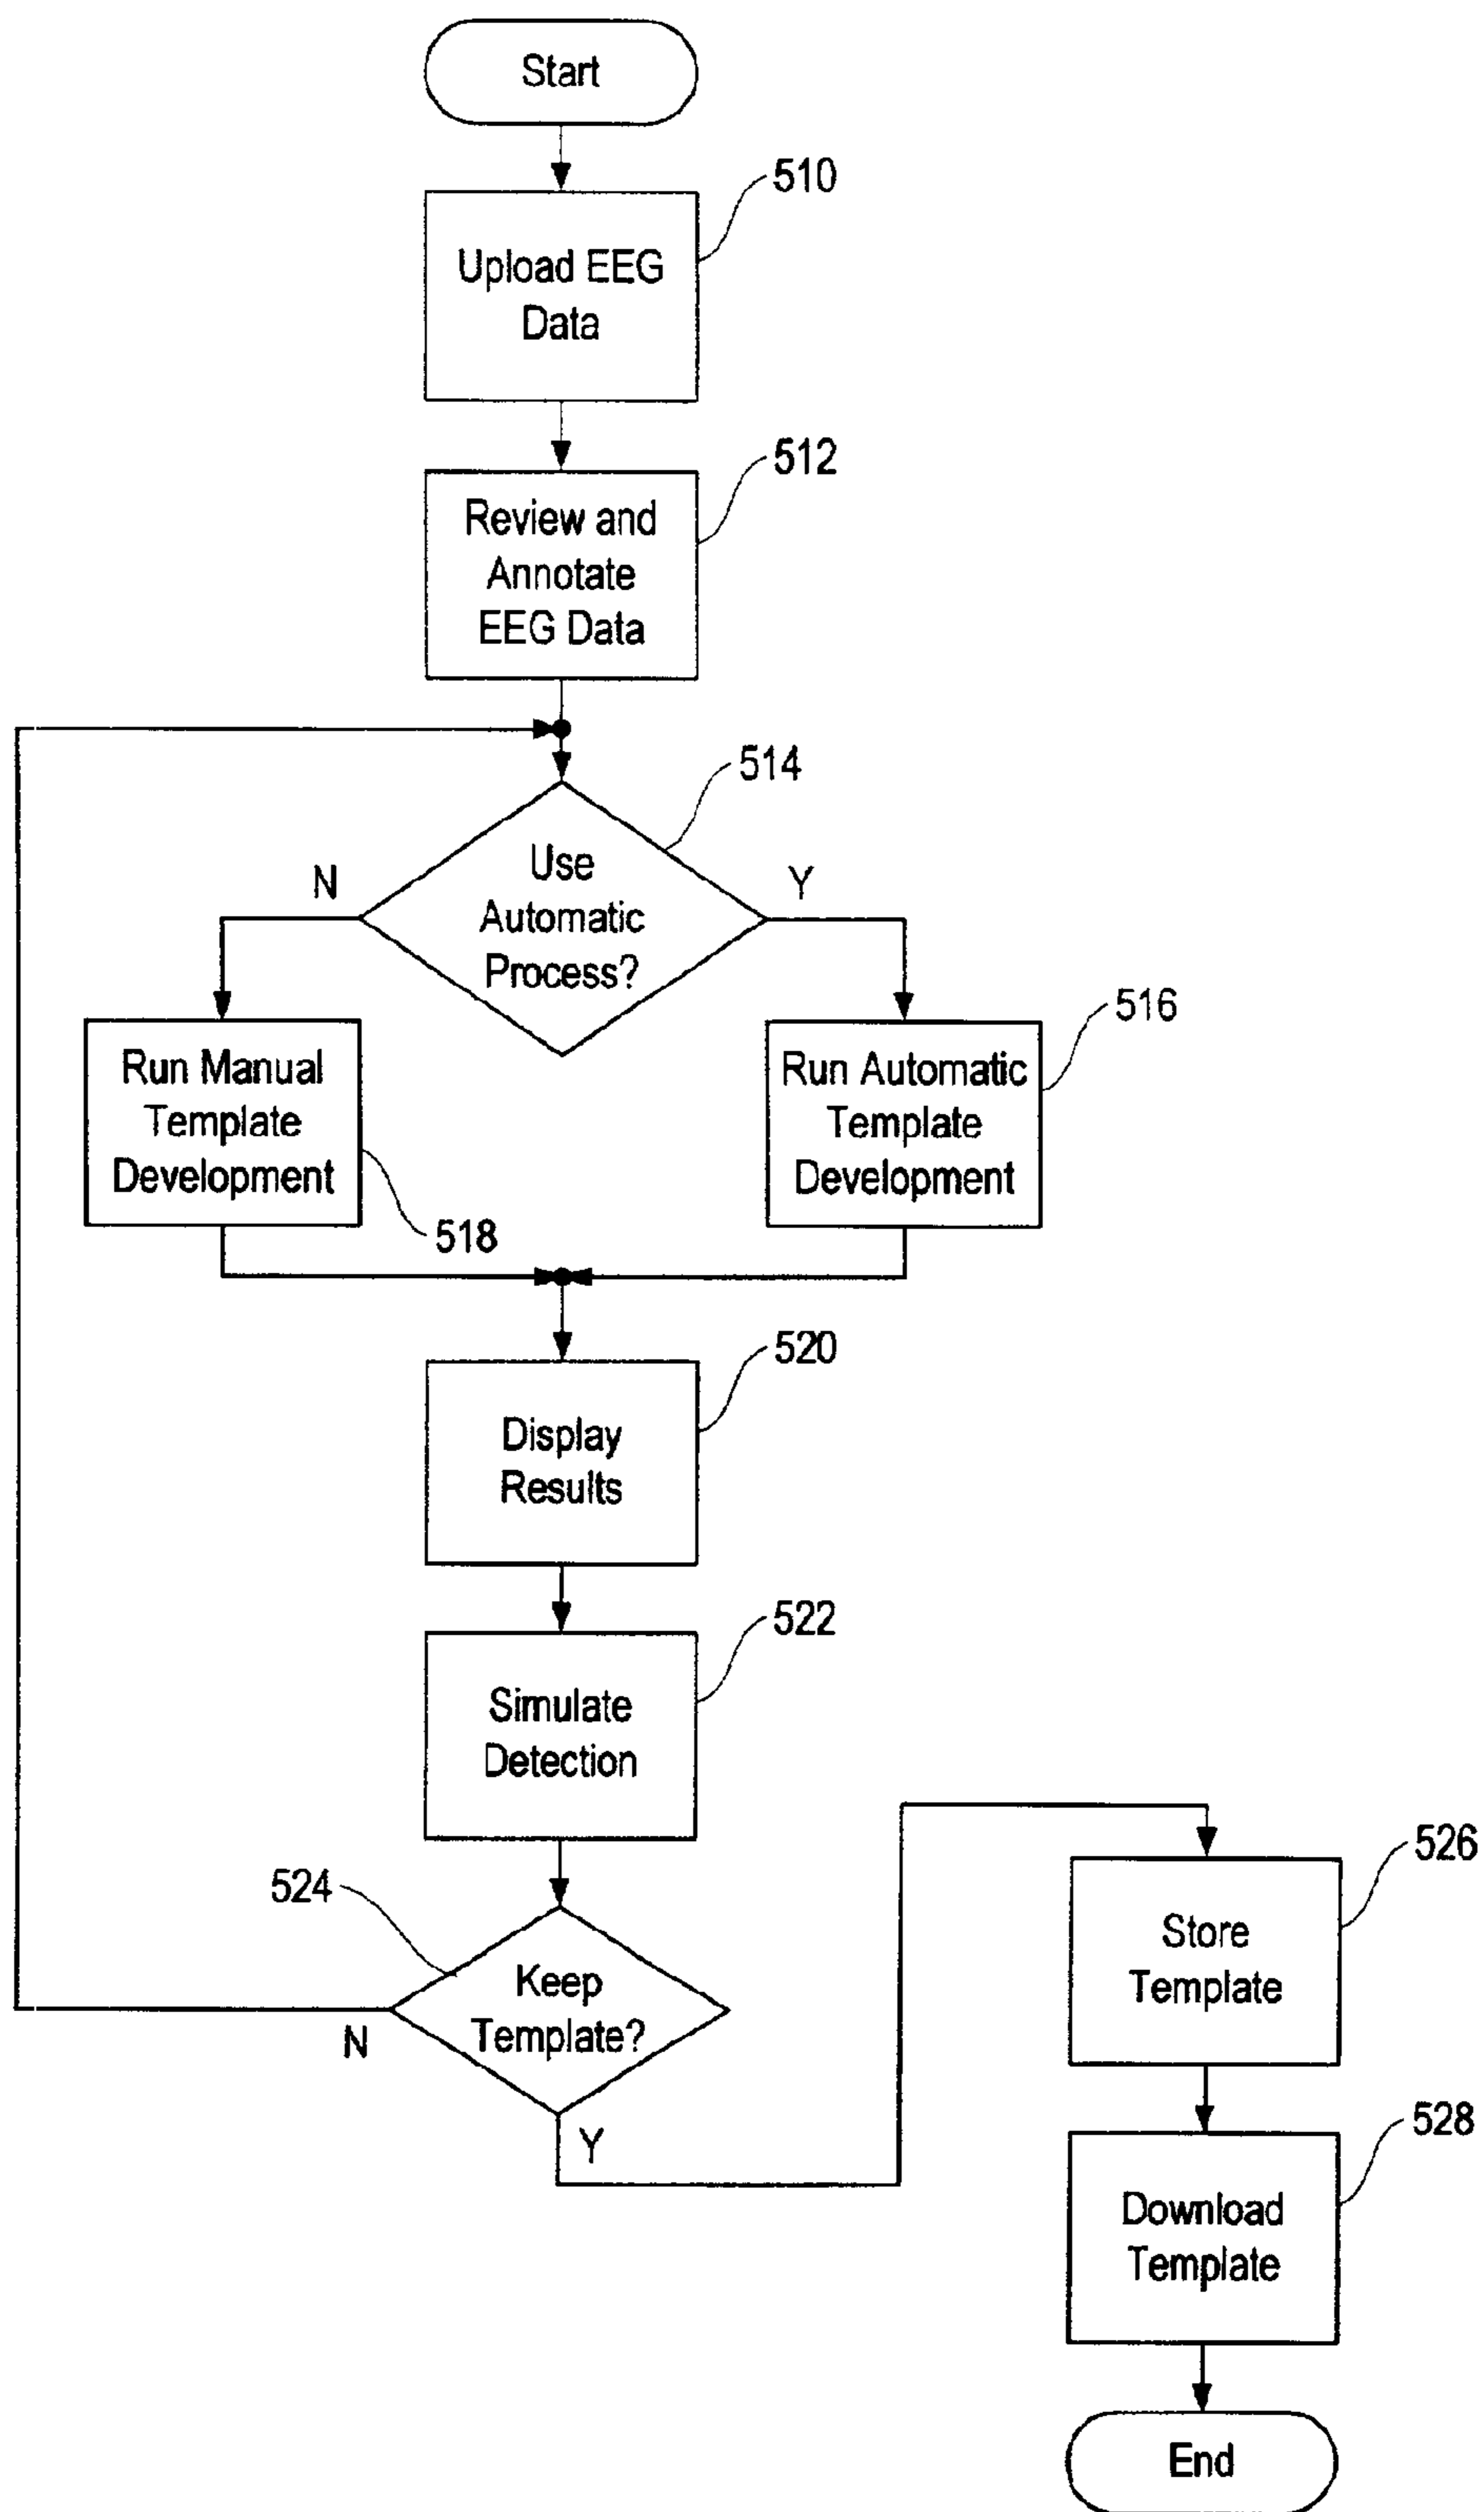 Start
510
Upload EEG
Data
512
Review and
Annotate
EEG Data
514
Use
Automatic
Process?
N
Y
516
Run Manual
Template
Development
518
Run Automatic
Template
Development
520
Display
Results
522
Simulate
Detection
524
Keep
Template?
N
Y
526
Store
Template
528
Download
Template
End